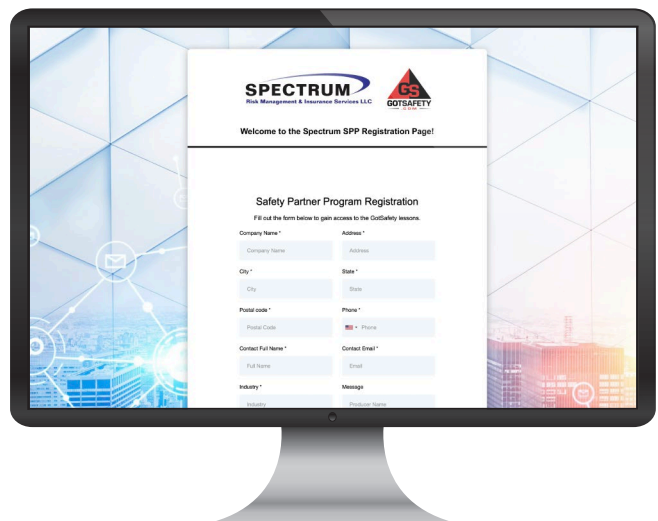 SPECTRUM
Risk Management & Insurance Services LLC
GS
GOTSAFETY
.COM
Welcome to the Spectrum SPP Registration Page!
Safety Partner Program Registration
Fill out the form below to gain access to the GotSafety lessons.
Company Name * Address *
Company Name Address
City * State *
City State
Postal code * Phone *
Postal Code Phone
Contact Full Name * Contact Email *
Full Name Email
Industry * Message
Industry Producer Name